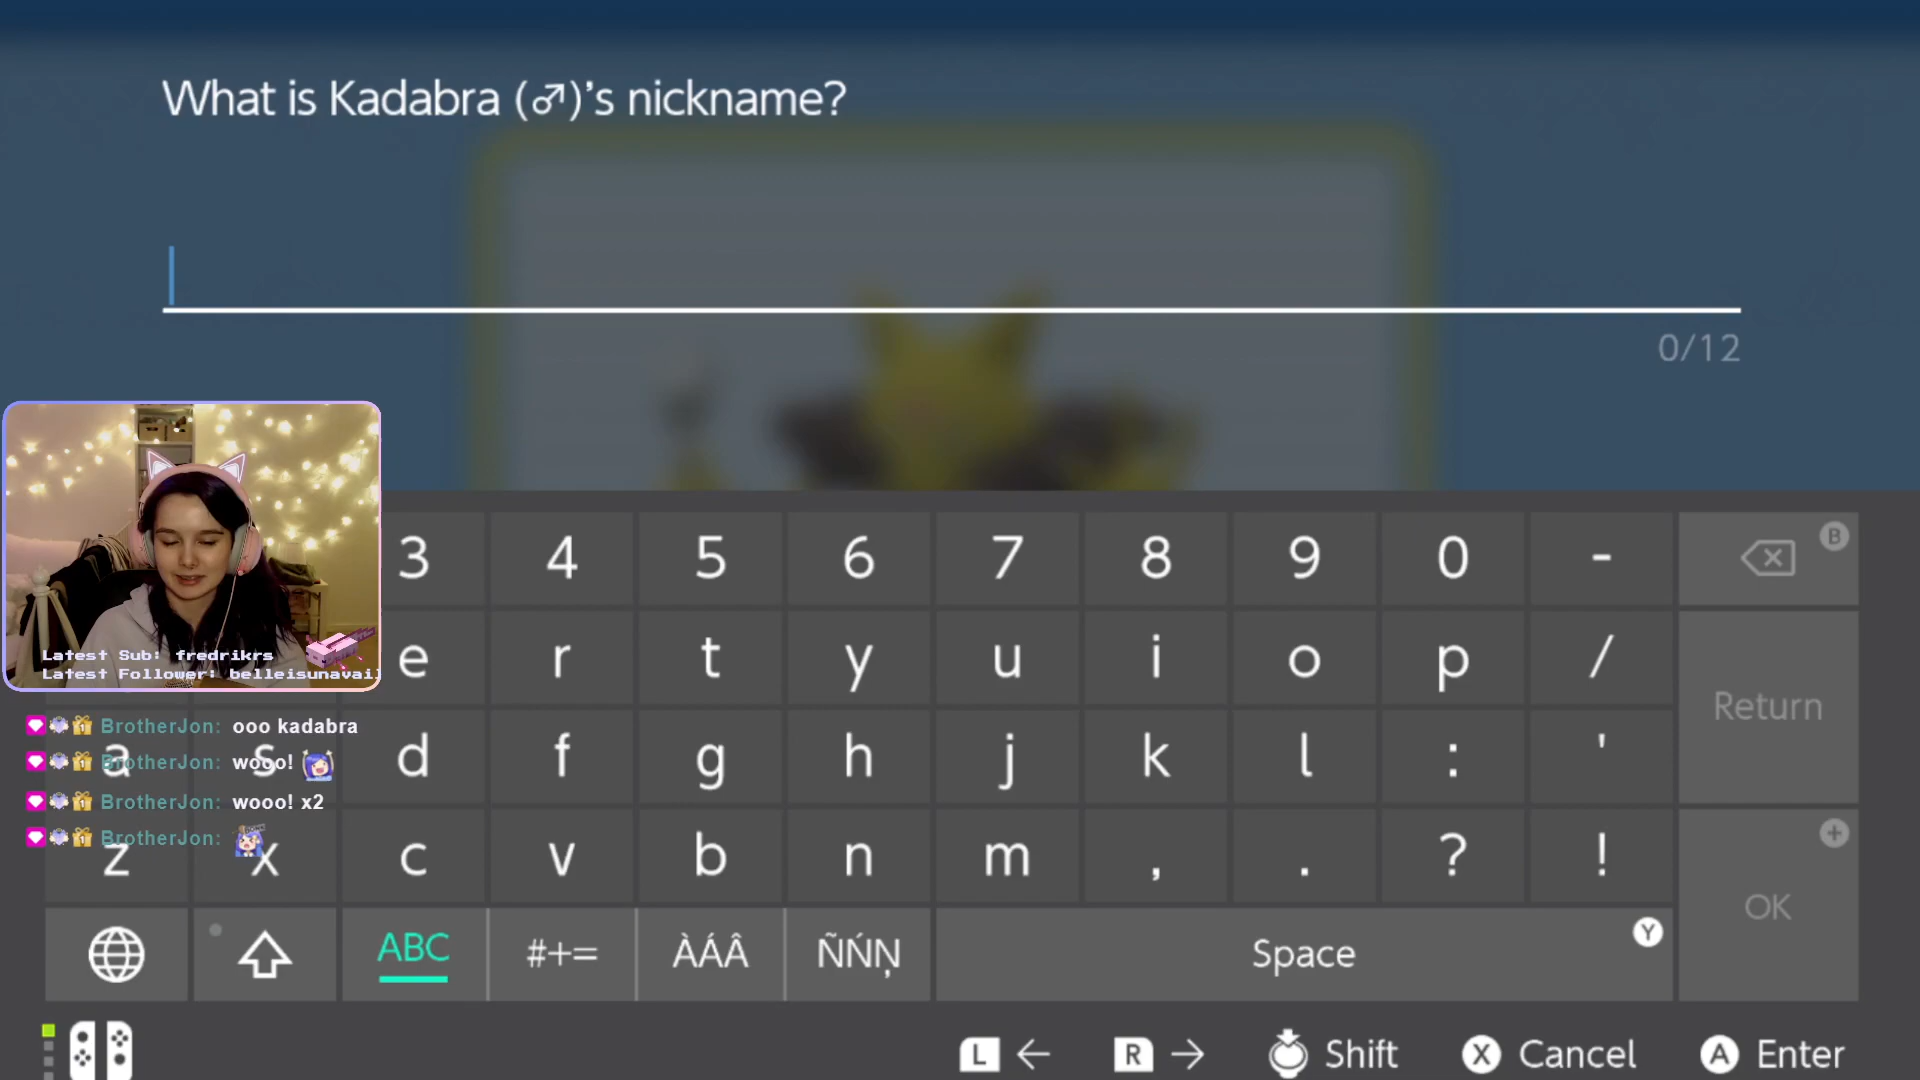 What is Kadabra (♂)'s nickname?
0/12
Latest Sub: fredrikrs
Latest Follower: belleisunavail
BrotherJon: ooo kadabra
BrotherJon: wooo!
BrotherJon: wooo! x2
BrotherJon:
3 4 5 6 7 8 9 0 - B
e r t y u i o p /
Return
a s d f g h j k l : '
z x c v b n m , . ? ! +
OK
ABC #+= ÀÁÂ ÑŃŅ Space Y
L ← R → Shift X Cancel A Enter